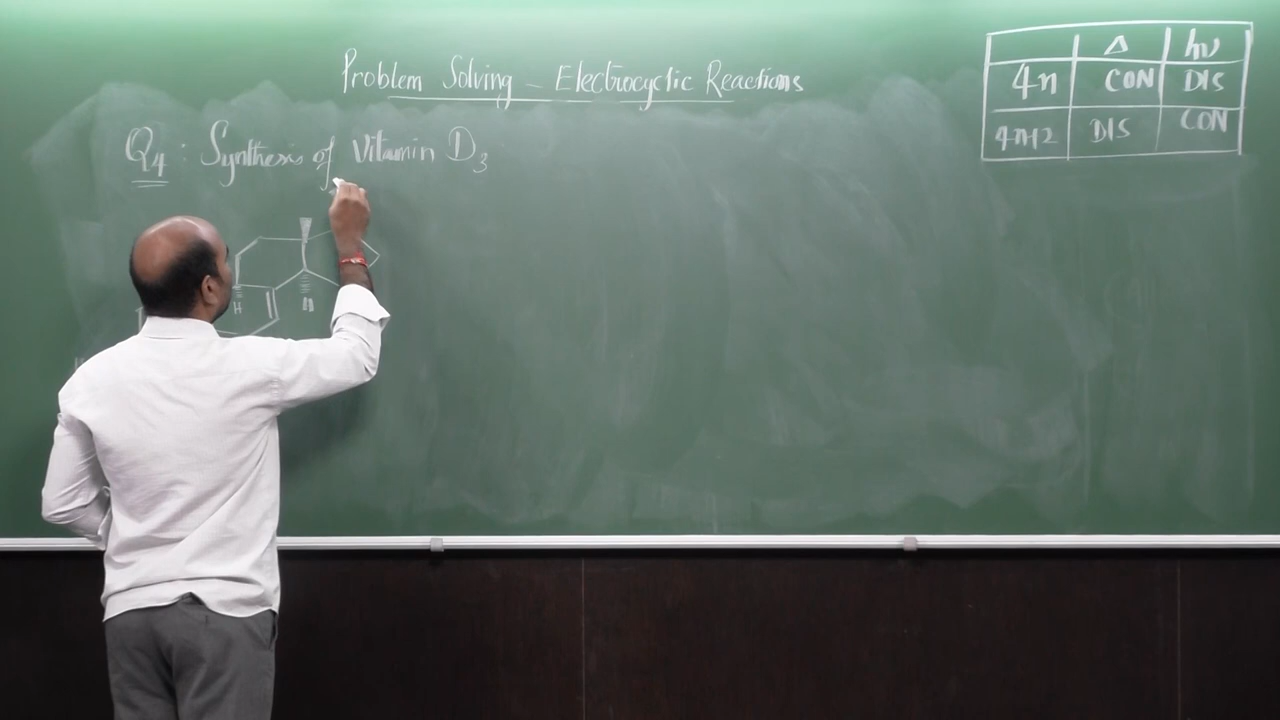 Problem Solving - Electrocyclic Reactions
Δ hν
4n CON DIS
4n+2 DIS CON
Q4 : Synthesis of Vitamin D3
H H